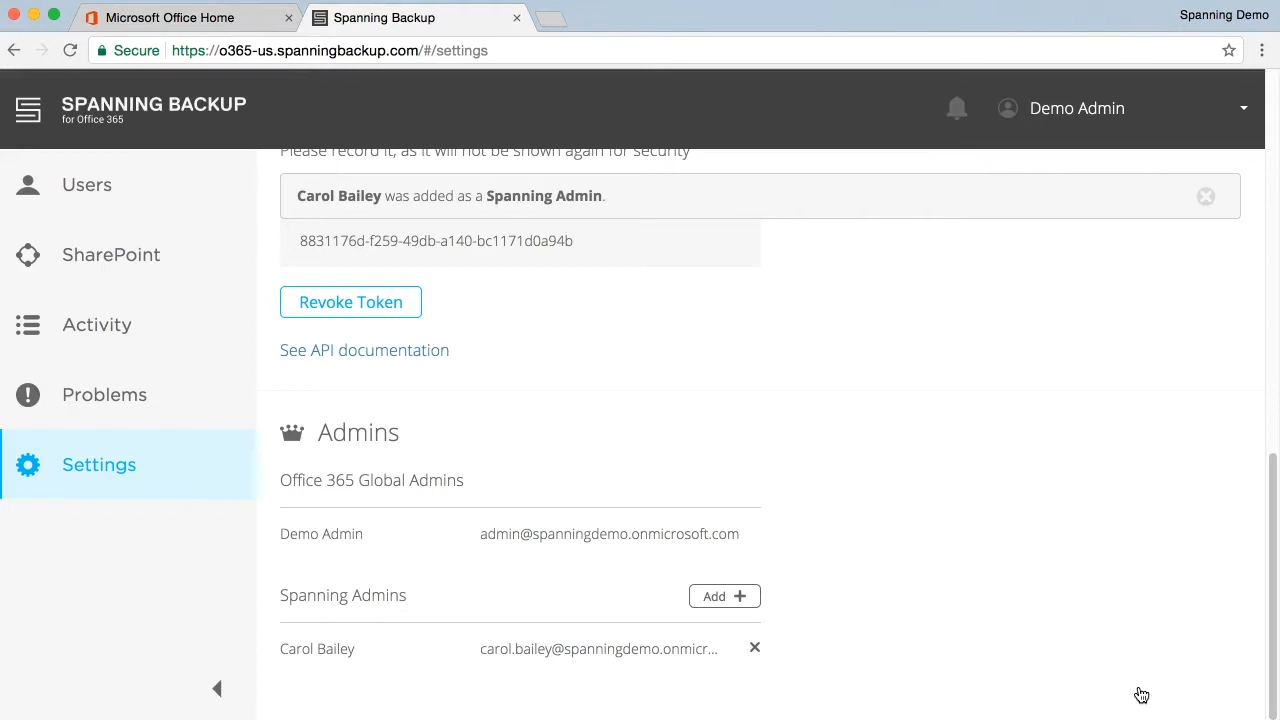 Microsoft Office Home
Spanning Backup
Spanning Demo
Secure
https://o365-us.spanningbackup.com/#/settings
SPANNING BACKUP
for Office 365
Demo Admin
Please record it, as it will not be shown again for security
Users
Carol Bailey was added as a Spanning Admin.
8831176d-f259-49db-a140-bc1171d0a94b
SharePoint
Revoke Token
Activity
See API documentation
Problems
Admins
Settings
Office 365 Global Admins
Demo Admin admin@spanningdemo.onmicrosoft.com
Spanning Admins
Add
Carol Bailey carol.bailey@spanningdemo.onmicr...